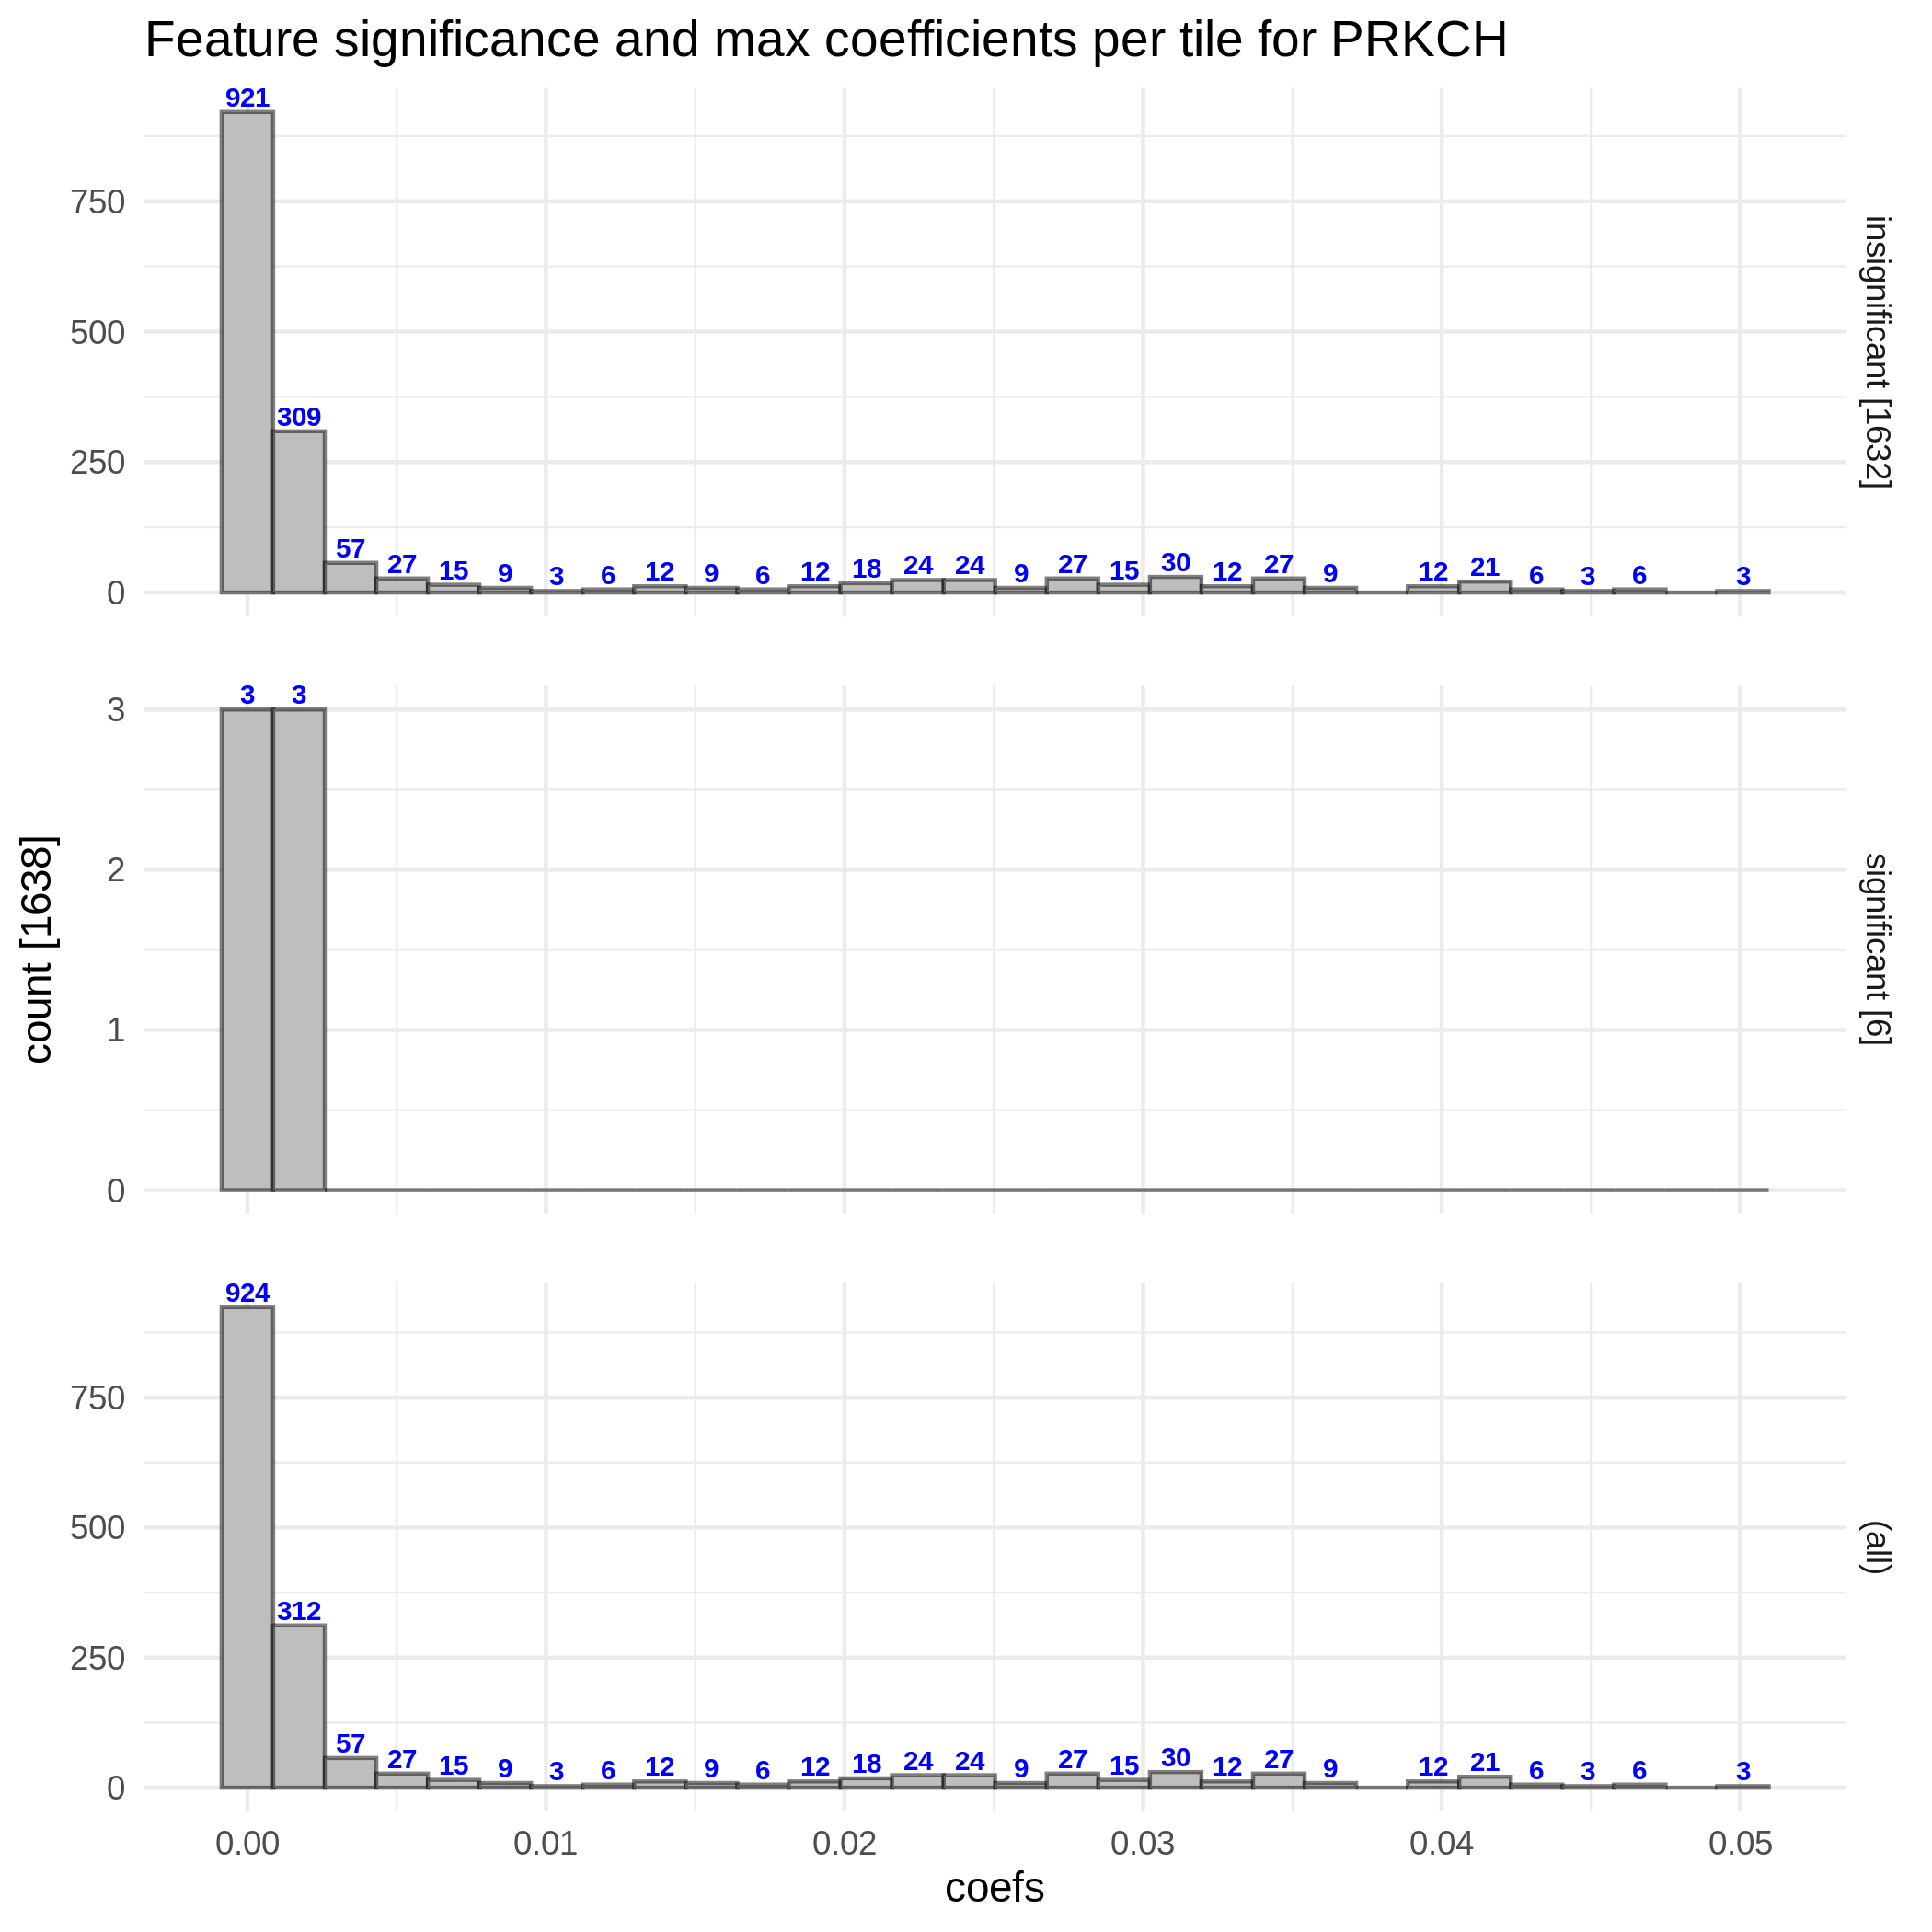 Feature significance and max coefficients per tile for PRKCH
921
309
57 27 15 9 3 6 12 9 6 12 18 24 24 9 27 15 30 12 27 9 12 21 6 3 6 3
750
500
250
0
insignificant [1632]
3 3
3
2
1
0
significant [6]
count [1638]
924
312
57 27 15 9 3 6 12 9 6 12 18 24 24 9 27 15 30 12 27 9 12 21 6 3 6 3
750
500
250
0
(all)
0.00 0.01 0.02 0.03 0.04 0.05
coefs